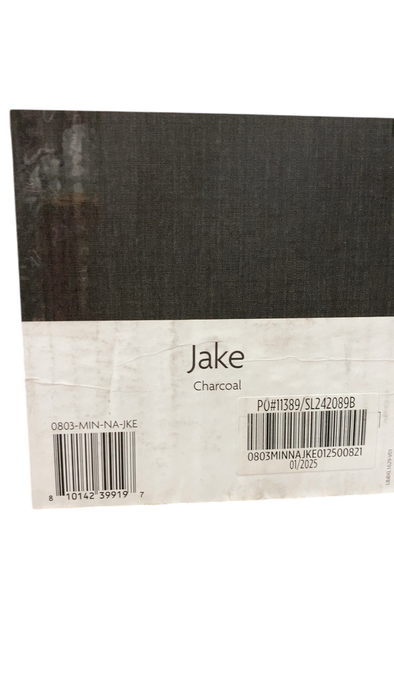 Jake
Charcoal
PO#11389/SL242089B
0803-MIN-NA-JKE
0803MINNAJKE012500821
01/2025
8 10142 39919 7